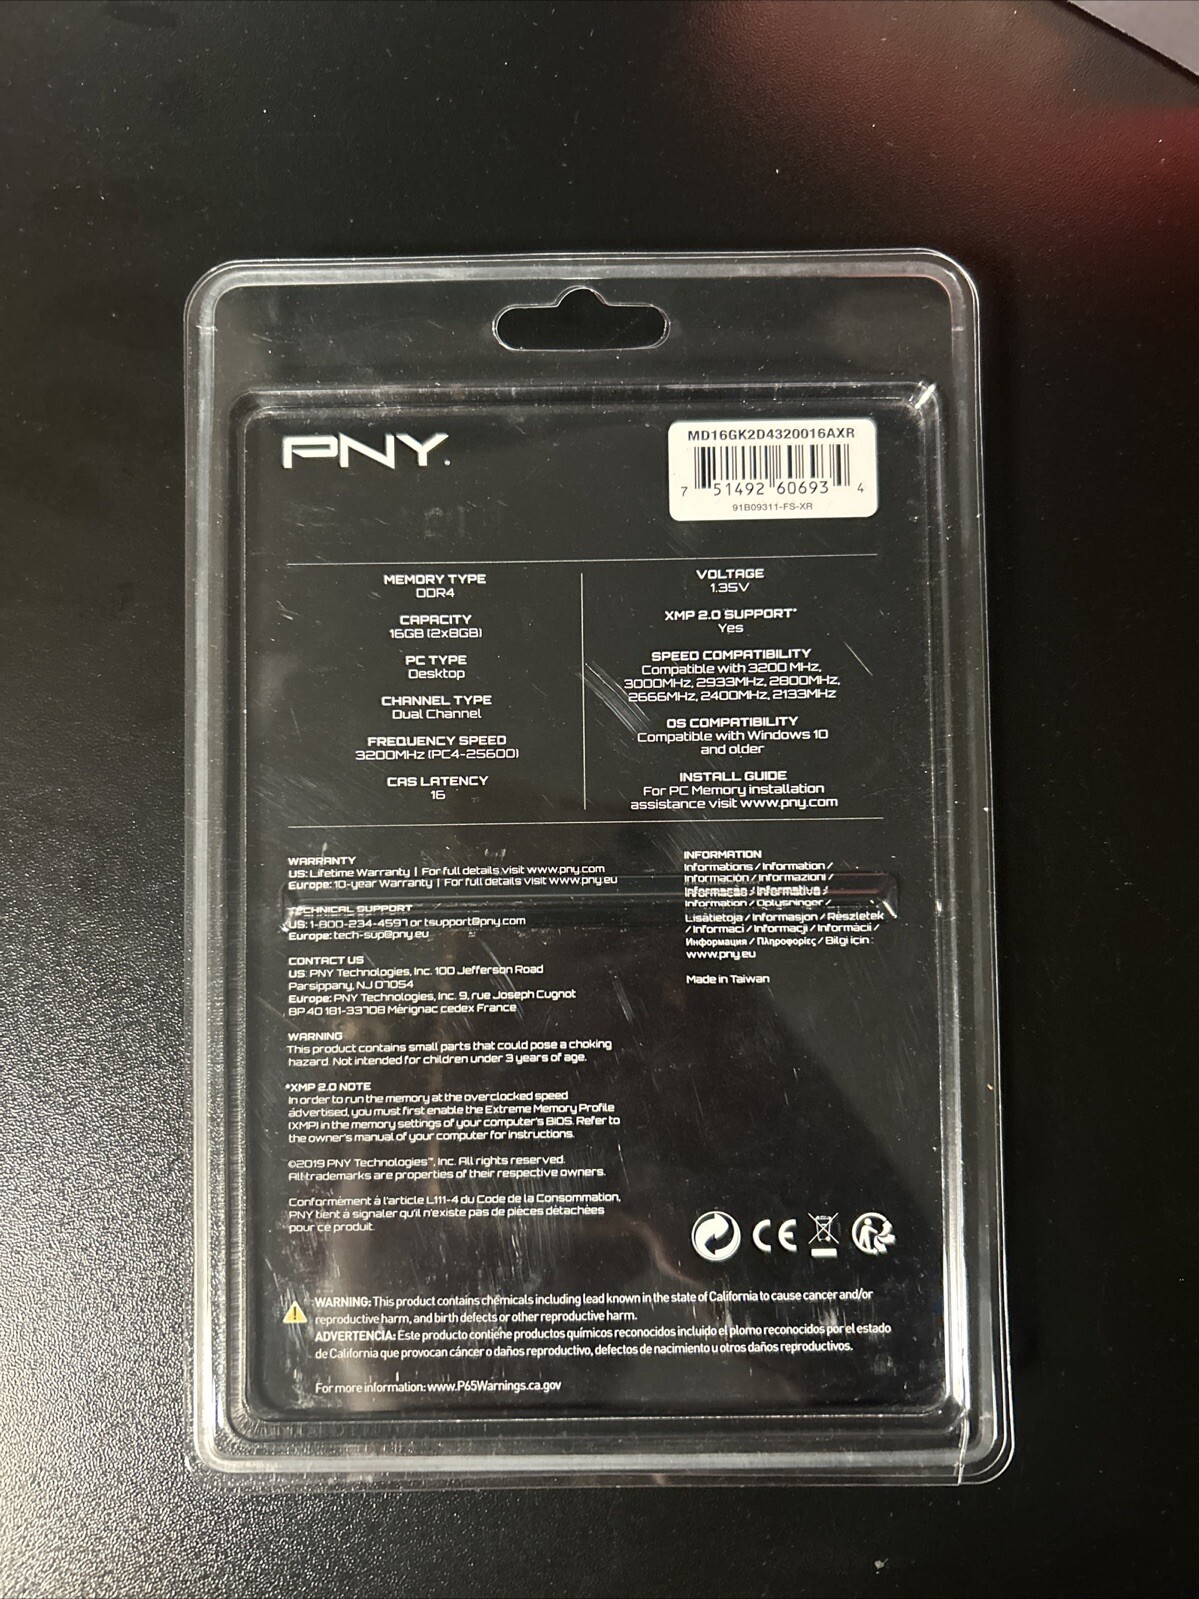 PNY.
MD16GK2D4320016AXR
7 51492 60693 4
91B09311-FS-XR
MEMORY TYPE
DDR4
CAPACITY
16GB (2x8GB)
PC TYPE
Desktop
CHANNEL TYPE
Dual Channel
FREQUENCY SPEED
3200MHz (PC4-25600)
CAS LATENCY
16
VOLTAGE
1.35V
XMP 2.0 SUPPORT*
Yes
SPEED COMPATIBILITY
Compatible with 3200 MHz,
3000MHz, 2933MHz, 2800MHz,
2666MHz, 2400MHz, 2133MHz
OS COMPATIBILITY
Compatible with Windows 10
and older
INSTALL GUIDE
For PC Memory installation
assistance visit www.pny.com
WARRANTY
US: Lifetime Warranty | For full details visit www.pny.com
Europe: 10-year Warranty | For full details visit www.pny.eu
TECHNICAL SUPPORT
US: 1-800-234-4597 or tsupport@pny.com
Europe: tech-sup@pny.eu
CONTACT US
US: PNY Technologies, Inc. 100 Jefferson Road
Parsippany, NJ 07054
Europe: PNY Technologies, Inc. 9, rue Joseph Cugnot
BP 40 181-33708 Mérignac cedex France
WARNING
This product contains small parts that could pose a choking
hazard. Not intended for children under 3 years of age.
*XMP 2.0 NOTE
In order to run the memory at the overclocked speed
advertised, you must first enable the Extreme Memory Profile
(XMP) in the memory settings of your computer's BIOS. Refer to
the owner's manual of your computer for instructions.
©2019 PNY Technologies™, Inc. All rights reserved.
All trademarks are properties of their respective owners.
Conformément à l'article L111-4 du Code de la Consommation,
PNY tient à signaler qu'il n'existe pas de pièces détachées
pour ce produit.
INFORMATION
Informations / Information /
Información / Informazioni /
Informação / Informativa /
Information / Oplysninger /
Lisätietoja / Informasjon / Részletek
/ Informaci / Informacji / Informácii /
Информация / Πληροφορίες / Bilgi için :
www.pny.eu
Made in Taiwan
CE
WARNING: This product contains chemicals including lead known in the state of California to cause cancer and/or
reproductive harm, and birth defects or other reproductive harm.
ADVERTENCIA: Este producto contiene productos químicos reconocidos incluido el plomo reconocidos por el estado
de California que provocan cáncer o daños reproductivo, defectos de nacimiento u otros daños reproductivos.
For more information: www.P65Warnings.ca.gov